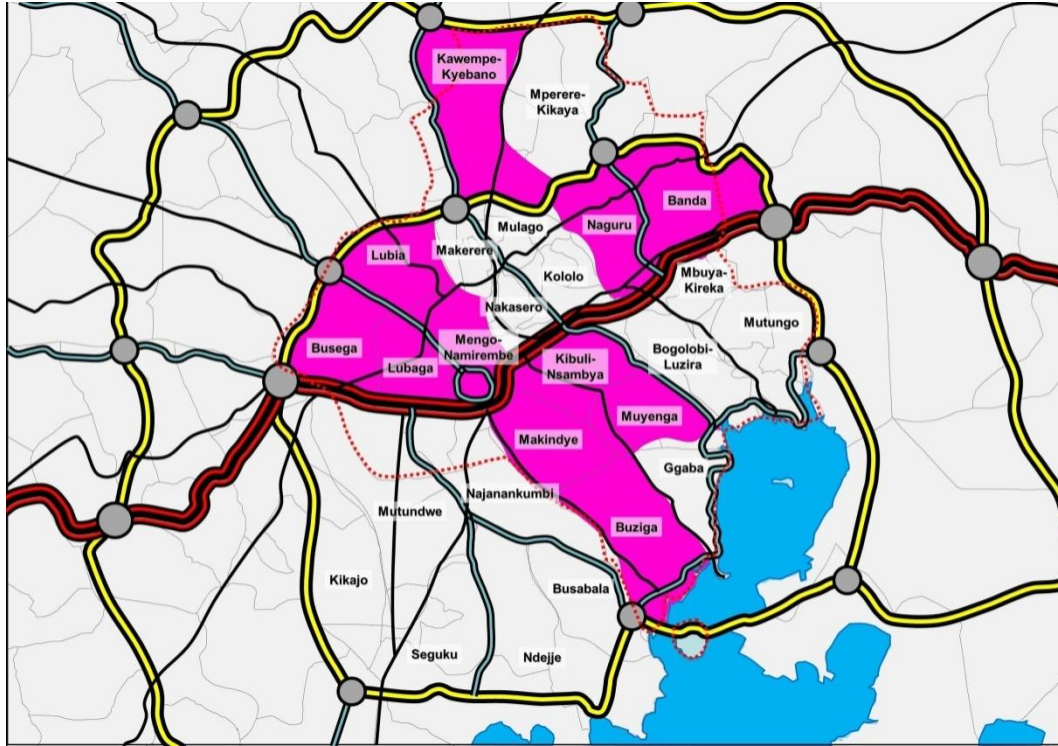 Kawempe-
Kyebano
Mperere-
Kikaya
Banda
Naguru
Mulago
Makerere
Lubia
Kololo
Mbuya-
Kireka
Nakasero
Mutungo
Mengo-
Namirembe
Busega
Lubaga
Kibuli-
Nsambya
Bogolobi-
Luzira
Muyenga
Makindye
Ggaba
Najanankumbi
Mutundwe
Buziga
Kikajo
Busabala
Seguku
Ndejje